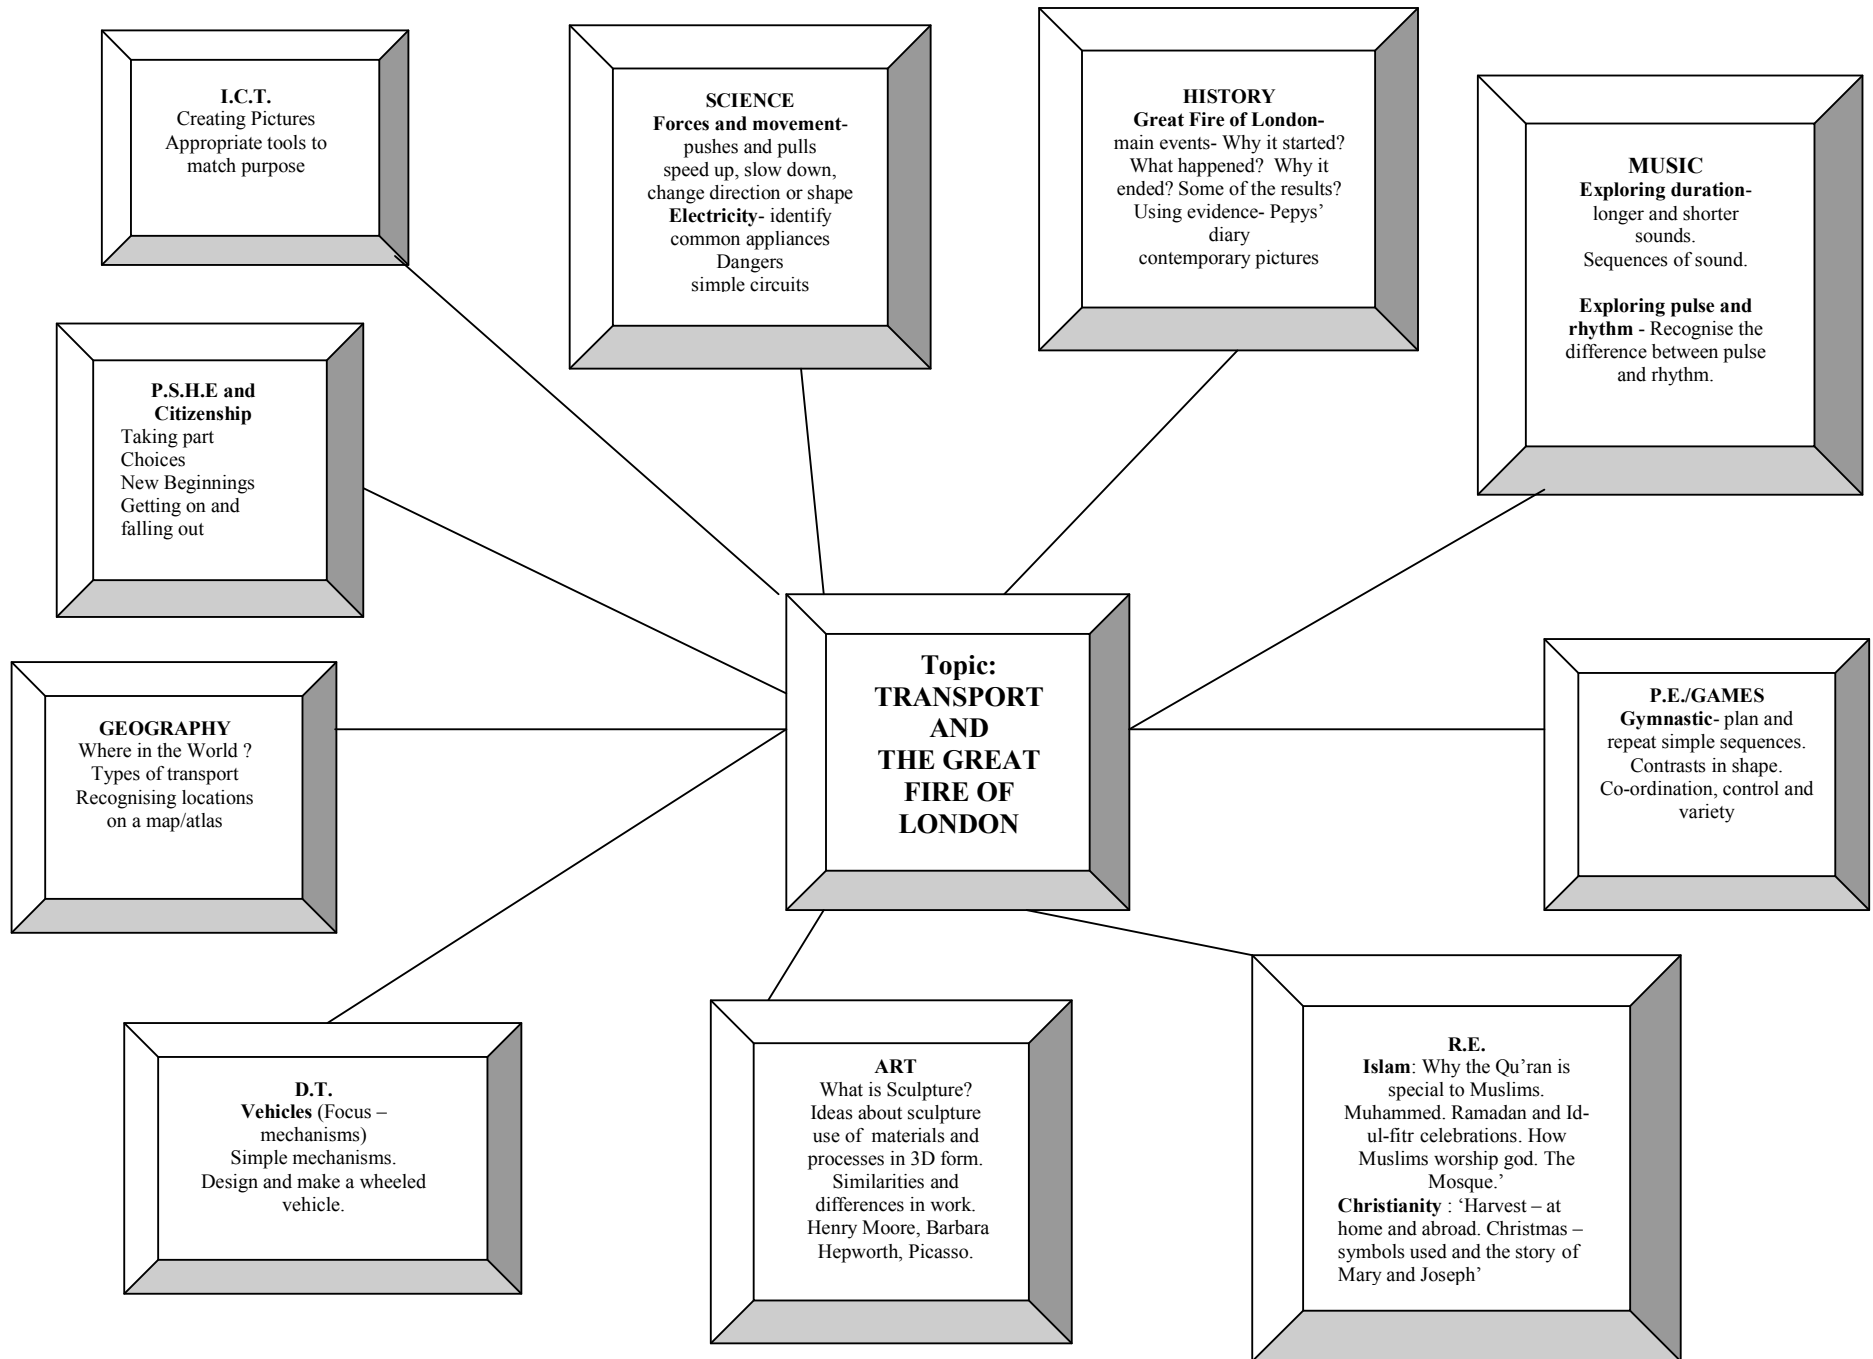 I.C.T.
Creating Pictures
Appropriate tools to
match purpose
SCIENCE
Forces and movement-
pushes and pulls
speed up, slow down,
change direction or shape
Electricity- identify
common appliances
Dangers
simple circuits
HISTORY
Great Fire of London-
main events- Why it started?
What happened? Why it
ended? Some of the results?
Using evidence- Pepys’
diary
contemporary pictures
MUSIC
Exploring duration-
longer and shorter
sounds.
Sequences of sound.
Exploring pulse and
rhythm - Recognise the
difference between pulse
and rhythm.
P.S.H.E and
Citizenship
Taking part
Choices
New Beginnings
Getting on and
falling out
GEOGRAPHY
Where in the World ?
Types of transport
Recognising locations
on a map/atlas
Topic:
TRANSPORT
AND
THE GREAT
FIRE OF
LONDON
P.E./GAMES
Gymnastic- plan and
repeat simple sequences.
Contrasts in shape.
Co-ordination, control and
variety
D.T.
Vehicles (Focus –
mechanisms)
Simple mechanisms.
Design and make a wheeled
vehicle.
ART
What is Sculpture?
Ideas about sculpture
use of materials and
processes in 3D form.
Similarities and
differences in work.
Henry Moore, Barbara
Hepworth, Picasso.
R.E.
Islam: Why the Qu’ran is
special to Muslims.
Muhammed. Ramadan and Id-
ul-fitr celebrations. How
Muslims worship god. The
Mosque.’
Christianity : ‘Harvest – at
home and abroad. Christmas –
symbols used and the story of
Mary and Joseph’